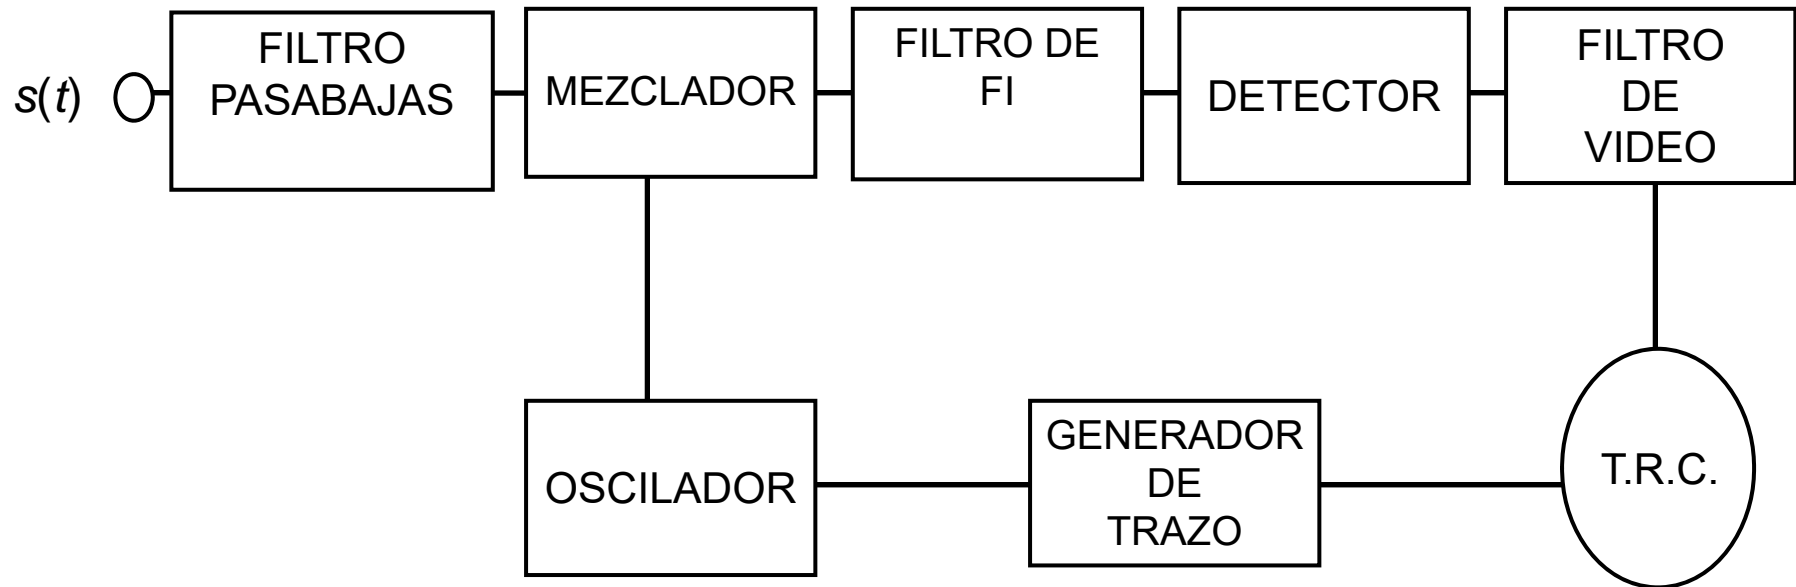 s(t)
FILTRO
PASABAJAS
MEZCLADOR
FILTRO DE
FI
DETECTOR
FILTRO
DE
VIDEO
OSCILADOR
GENERADOR
DE
TRAZO
T.R.C.